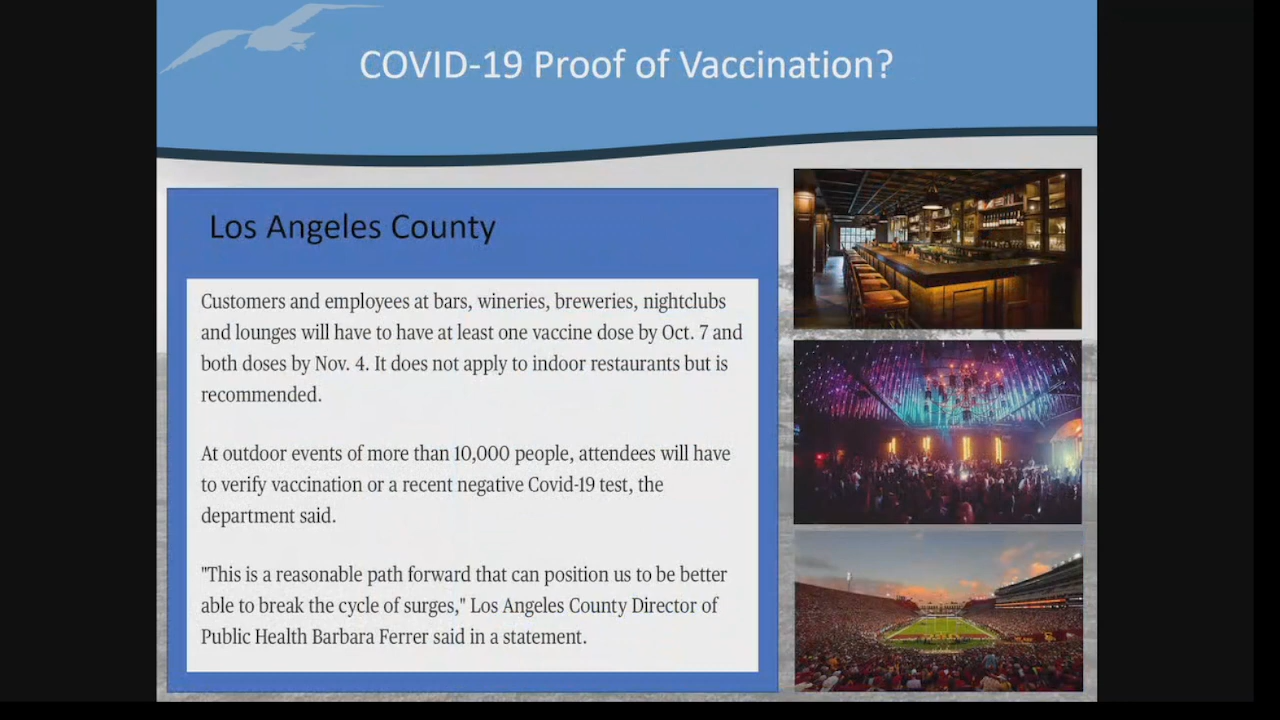 COVID-19 Proof of Vaccination?
Los Angeles County
Customers and employees at bars, wineries, breweries, nightclubs
and lounges will have to have at least one vaccine dose by Oct. 7 and
both doses by Nov. 4. It does not apply to indoor restaurants but is
recommended.
At outdoor events of more than 10,000 people, attendees will have
to verify vaccination or a recent negative Covid-19 test, the
department said.
"This is a reasonable path forward that can position us to be better
able to break the cycle of surges," Los Angeles County Director of
Public Health Barbara Ferrer said in a statement.